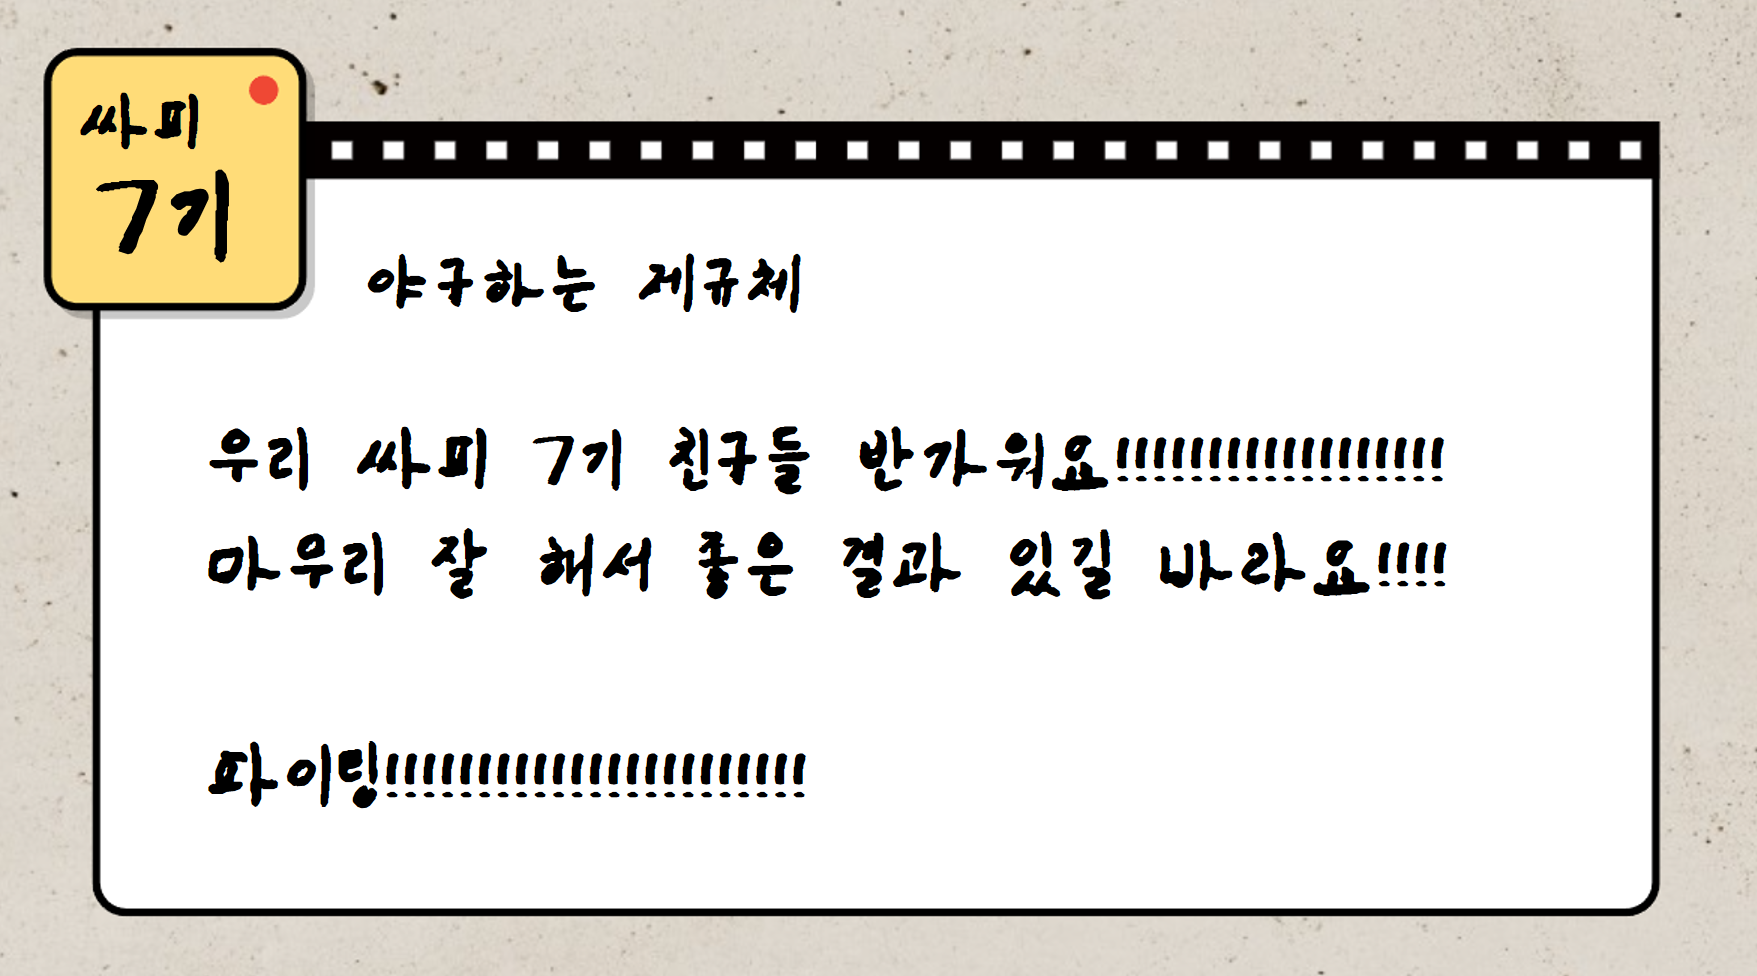 싸피
7기
야구하는 제규체
우리 싸피 7기 친구들 반가워요!!!!!!!!!!!!!!!!!!
마우리 잘 해서 좋은 결과 있길 바라요!!!!
파이팅!!!!!!!!!!!!!!!!!!!!!!!